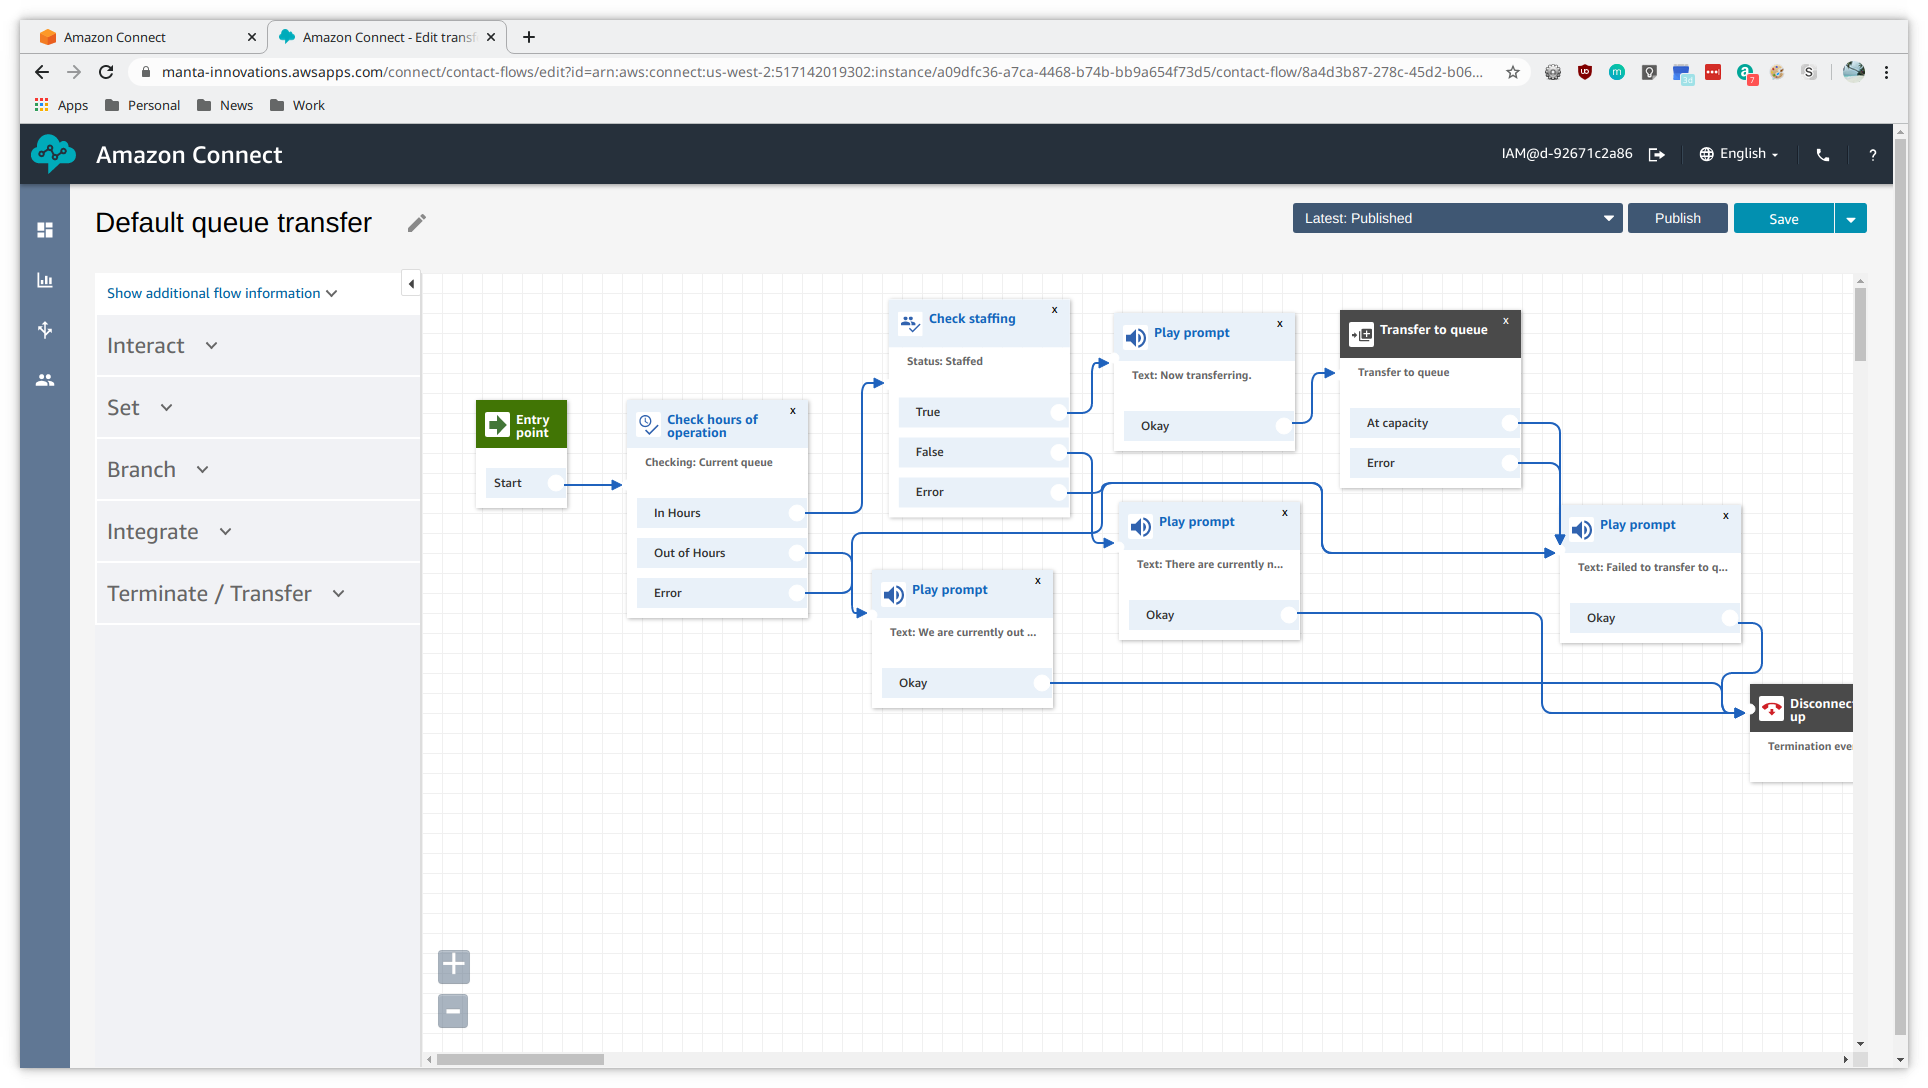 Amazon Connect
Amazon Connect - Edit transf
manta-innovations.awsapps.com/connect/contact-flows/edit?id=arn:aws:connect:us-west-2:517142019302:instance/a09dfc36-a7ca-4468-b74b-bb9a654f73d5/contact-flow/8a4d3b87-278c-45d2-b06...
Apps
Personal
News
Work
Amazon Connect
IAM@d-92671c2a86
English
?
Default queue transfer
Latest: Published
Publish
Save
Show additional flow information
Interact
Set
Branch
Integrate
Terminate / Transfer
Entry
point
Start
Check hours of
operation
x
Checking: Current queue
In Hours
Out of Hours
Error
Check staffing
x
Status: Staffed
True
False
Error
Play prompt
x
Text: We are currently out ...
Okay
Play prompt
x
Text: Now transferring.
Okay
Play prompt
x
Text: There are currently n...
Okay
Transfer to queue
x
Transfer to queue
At capacity
Error
Play prompt
x
Text: Failed to transfer to q...
Okay
Disconnec
up
Termination eve